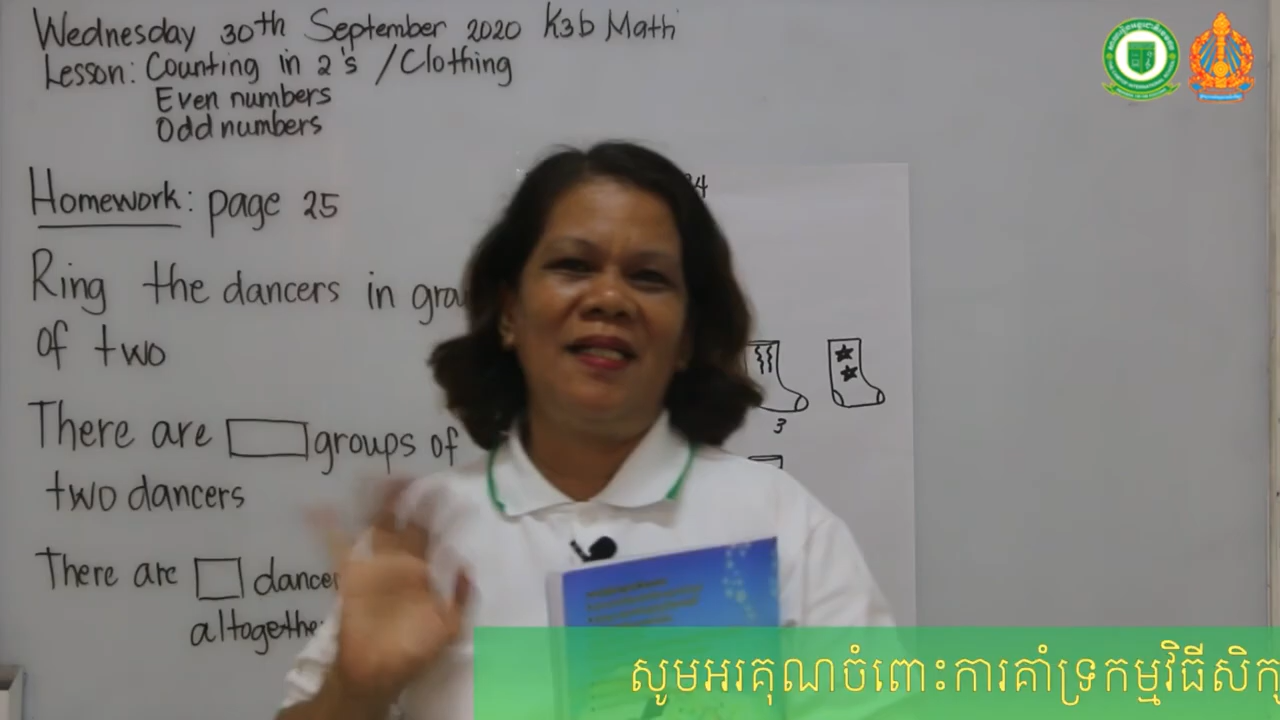 Wednesday 30th September 2020 K3b Math
Lesson: Counting in 2's / Clothing
Even numbers
Odd numbers
Homework: page 25
Ring the dancers in
of two
There are groups of
two dancers
There are
3
សូមអរគុណចំពោះការគាំទ្រកម្មវិធី